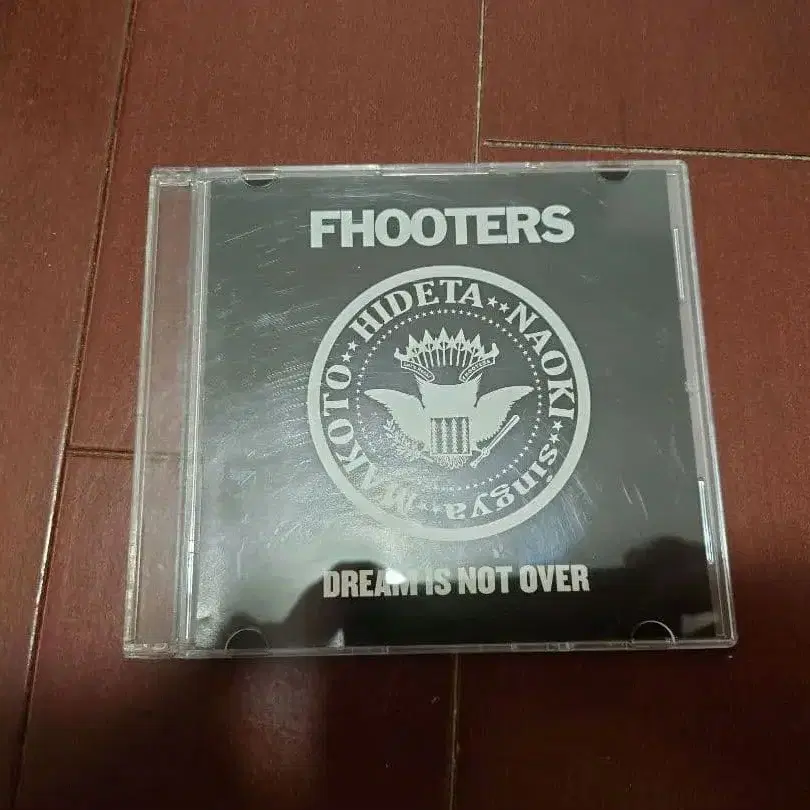 FHOOTERS
MAKOTO★★HIDETA★★NAOKI★singya★★
DREAM IS NOT OVER